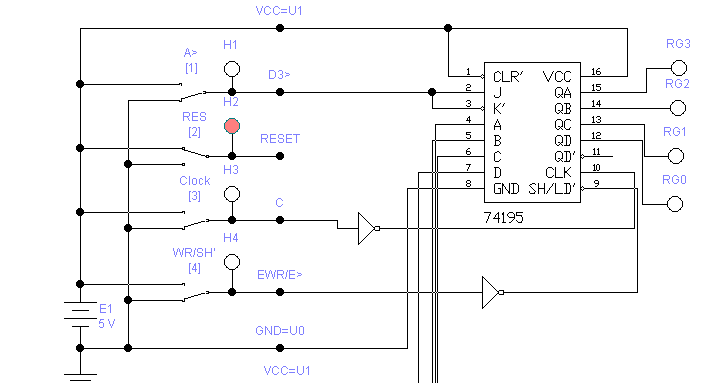 VCC=U1
H1
A>
[1]
D3>
H2
RES
[2]
RESET
H3
Clock
[3]
C
H4
WR/SH'
[4]
EWR/E>
E1
5 V
GND=U0
VCC=U1
1 CLR' VCC 16
2 J QA 15
3 K' QB 14
4 A QC 13
5 B QD 12
6 C QD' 11
7 D CLK 10
8 GND SH/LD' 9
74195
RG3
RG2
RG1
RG0